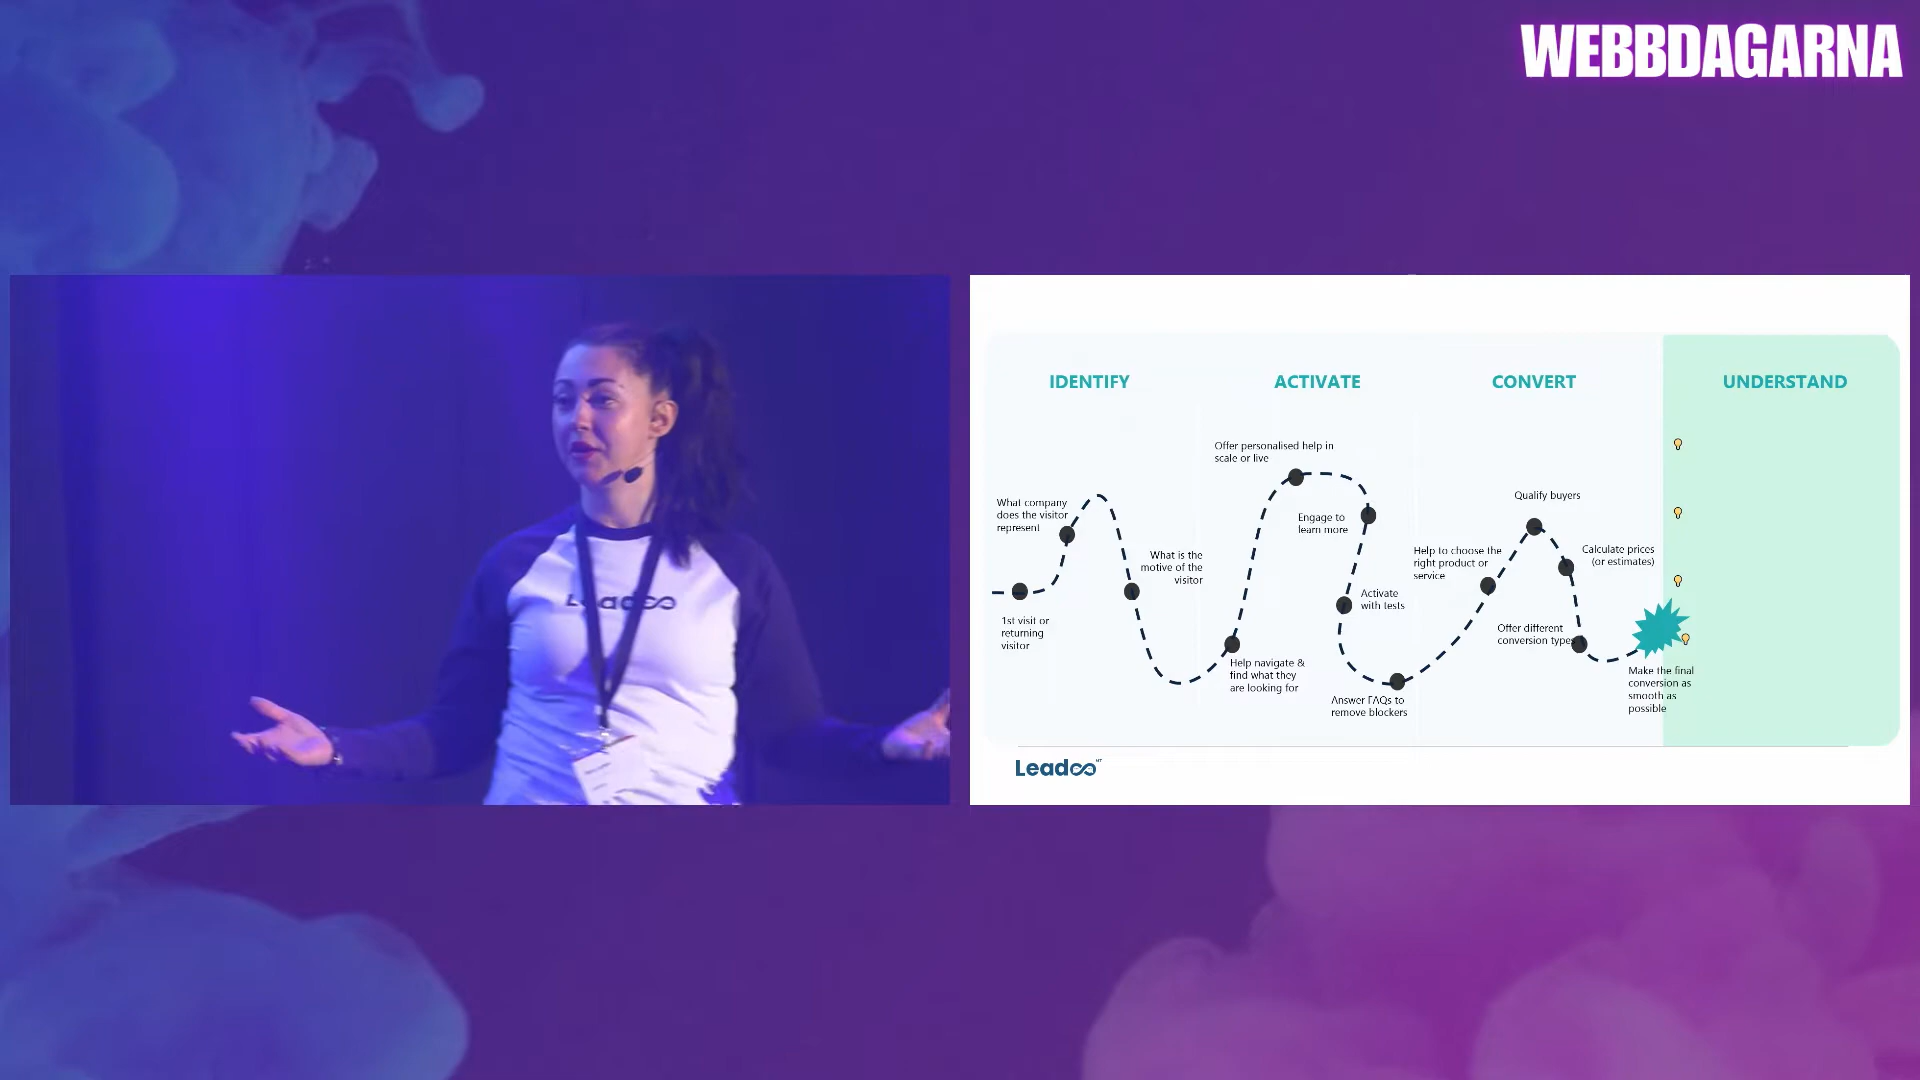 WEBBDAGARNA
Leadoo
IDENTIFY
ACTIVATE
CONVERT
UNDERSTAND
What company
does the visitor
represent
1st visit or
returning
visitor
What is the
motive of the
visitor
Help navigate &
find what they
are looking for
Offer personalised help in
scale or live
Engage to
learn more
Activate
with tests
Answer FAQs to
remove blockers
Help to choose the
right product or
service
Qualify buyers
Calculate prices
(or estimates)
Offer different
conversion types
Make the final
conversion as
smooth as
possible
Leadoo